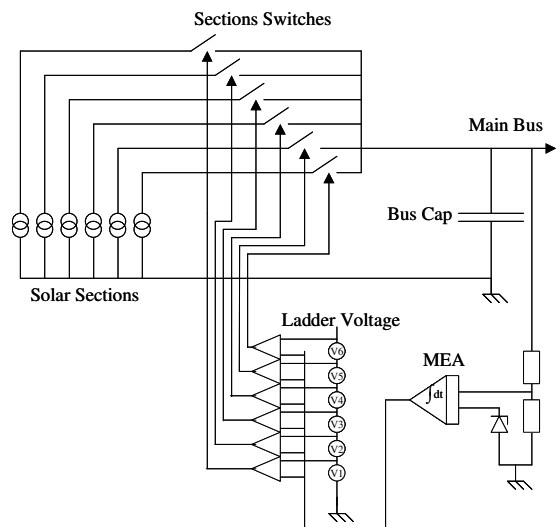 Sections Switches
Main Bus
Bus Cap
Solar Sections
Ladder Voltage
MEA
V6
V5
∫dt
V4
V3
V2
V1